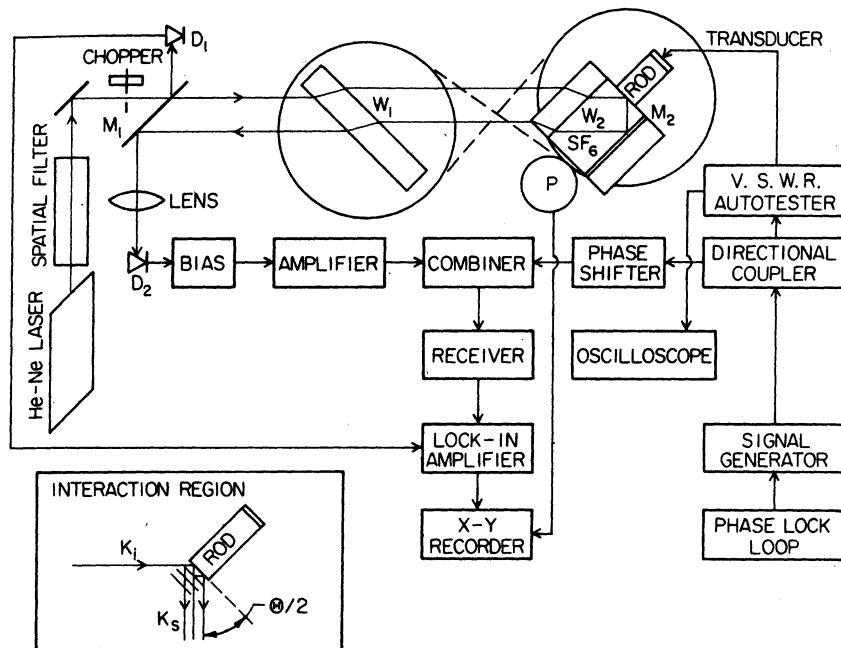 D1
CHOPPER
M1
SPATIAL FILTER
He-Ne LASER
LENS
D2
W1
W2
SF6
M2
ROD
TRANSDUCER
P
BIAS
AMPLIFIER
COMBINER
PHASE
SHIFTER
DIRECTIONAL
COUPLER
V. S. W. R.
AUTOTESTER
RECEIVER
OSCILLOSCOPE
LOCK-IN
AMPLIFIER
SIGNAL
GENERATOR
X-Y
RECORDER
PHASE LOCK
LOOP
INTERACTION REGION
Ki
ROD
Ks
Θ/2